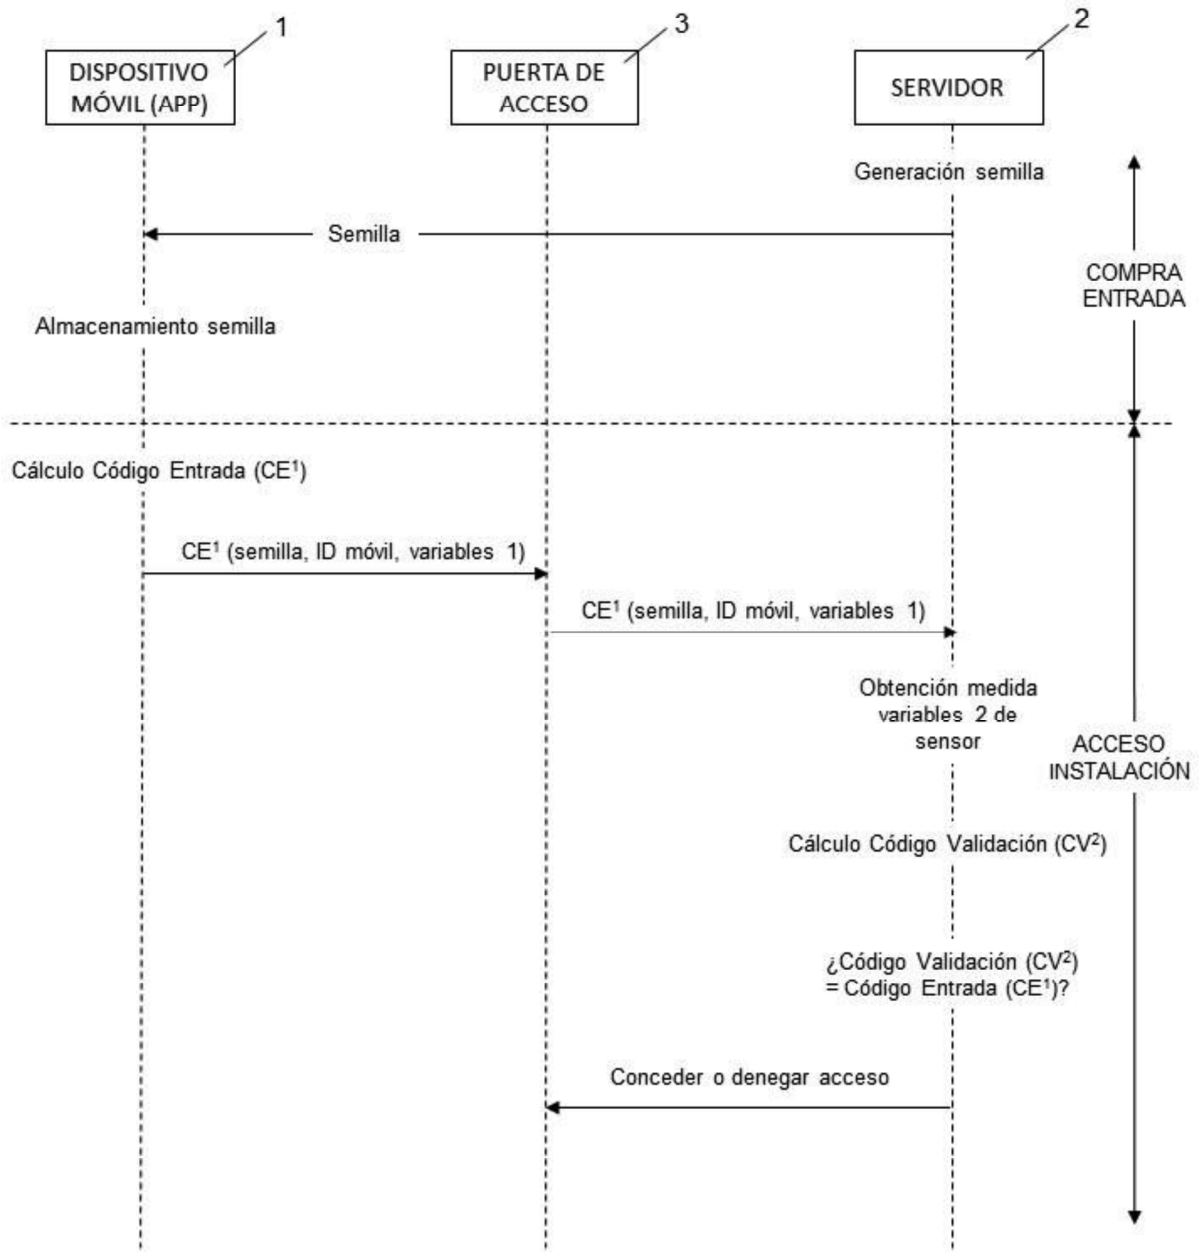 1
3
2
DISPOSITIVO
MÓVIL (APP)
PUERTA DE
ACCESO
SERVIDOR
Generación semilla
Semilla
COMPRA
ENTRADA
Almacenamiento semilla
Cálculo Código Entrada (CE¹)
CE¹ (semilla, ID móvil, variables 1)
CE¹ (semilla, ID móvil, variables 1)
Obtención medida
variables 2 de
sensor
ACCESO
INSTALACIÓN
Cálculo Código Validación (CV²)
¿Código Validación (CV²)
= Código Entrada (CE¹)?
Conceder o denegar acceso